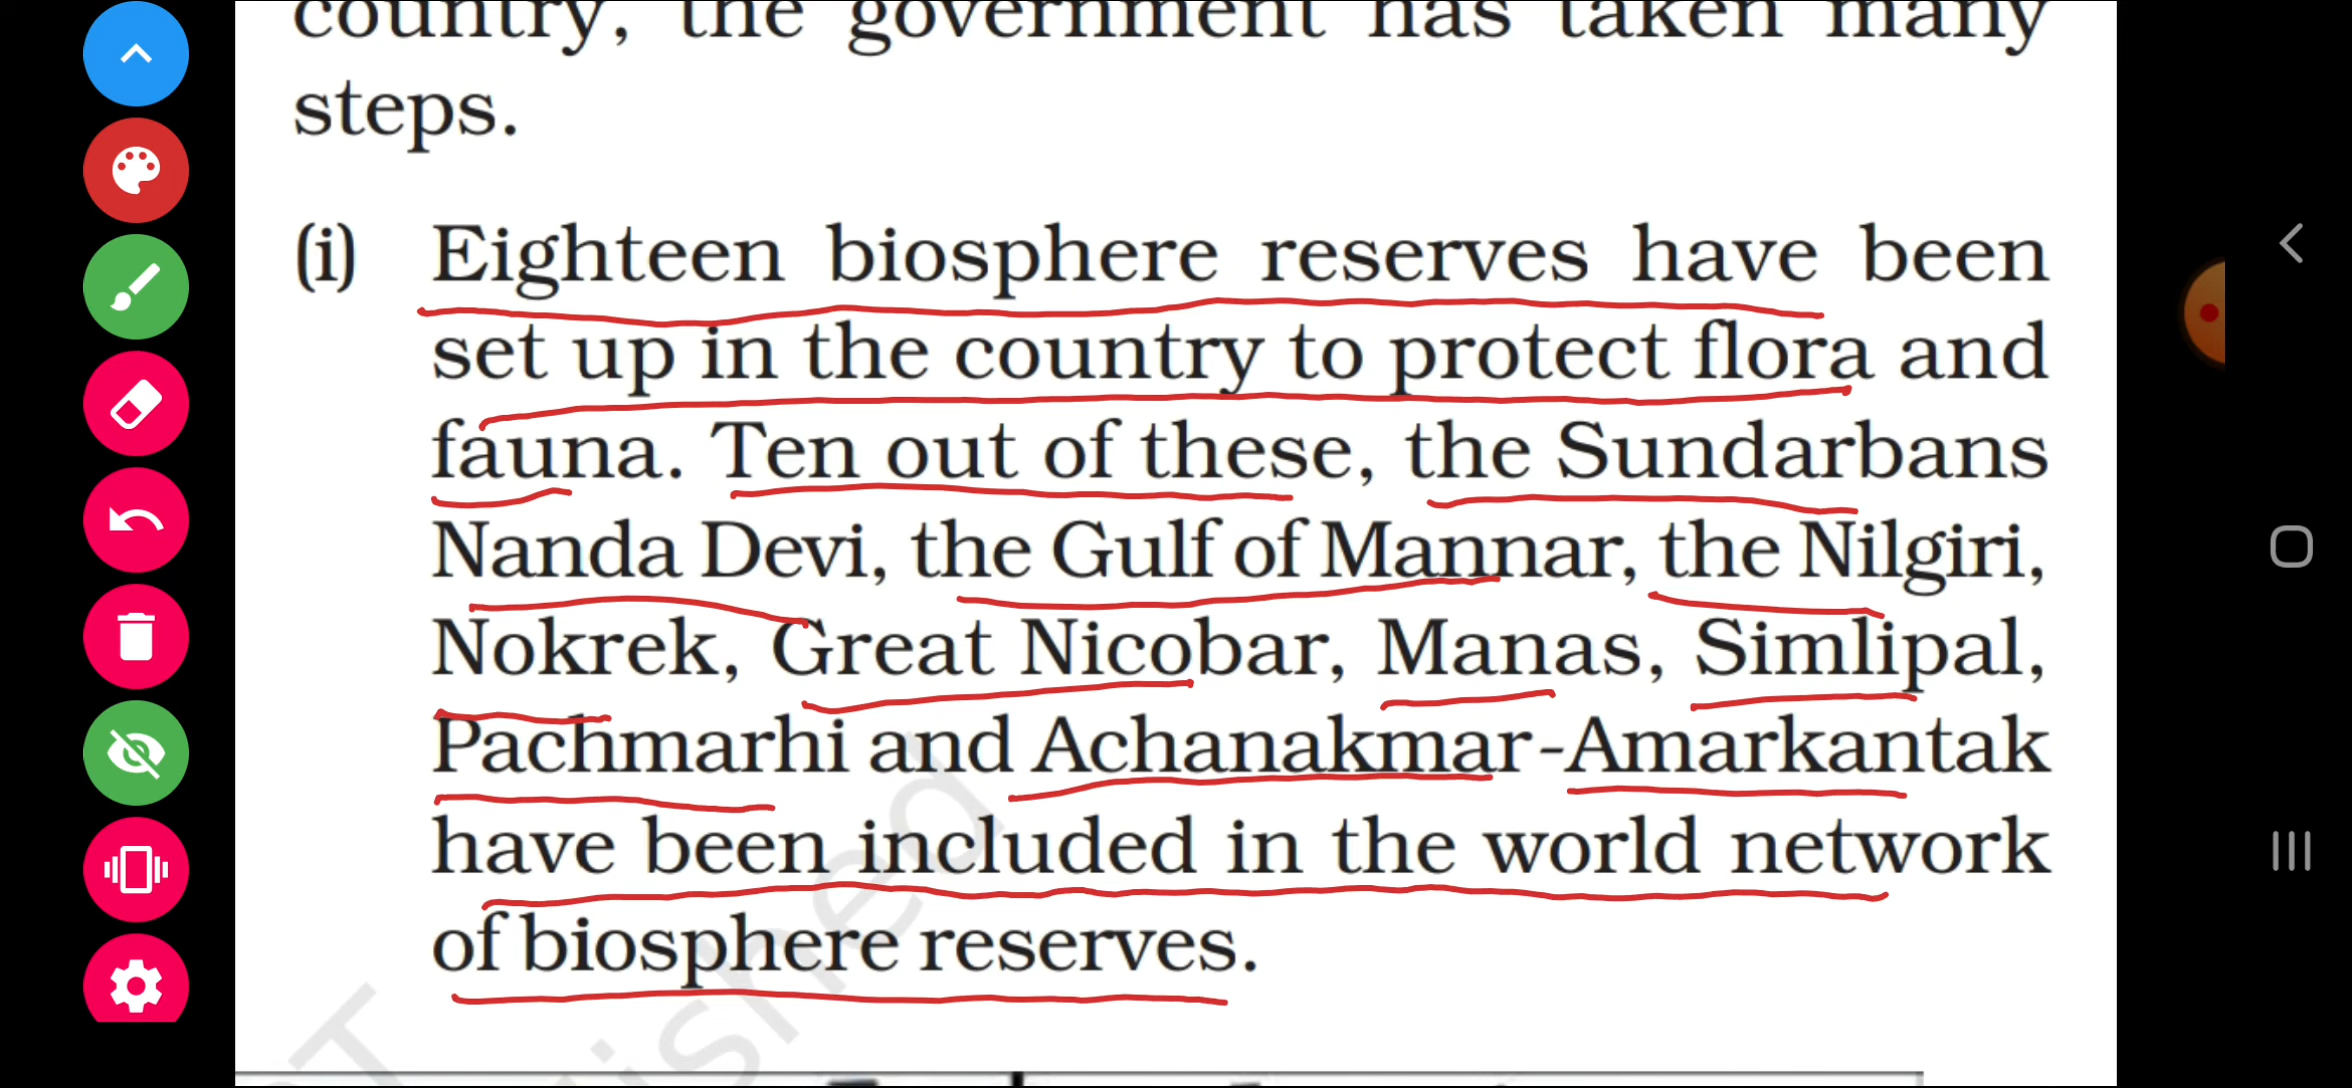 country, the government has taken many
steps.
(i) Eighteen biosphere reserves have been
set up in the country to protect flora and
fauna. Ten out of these, the Sundarbans
Nanda Devi, the Gulf of Mannar, the Nilgiri,
Nokrek, Great Nicobar, Manas, Simlipal,
Pachmarhi and Achanakmar-Amarkantak
have been included in the world network
of biosphere reserves.